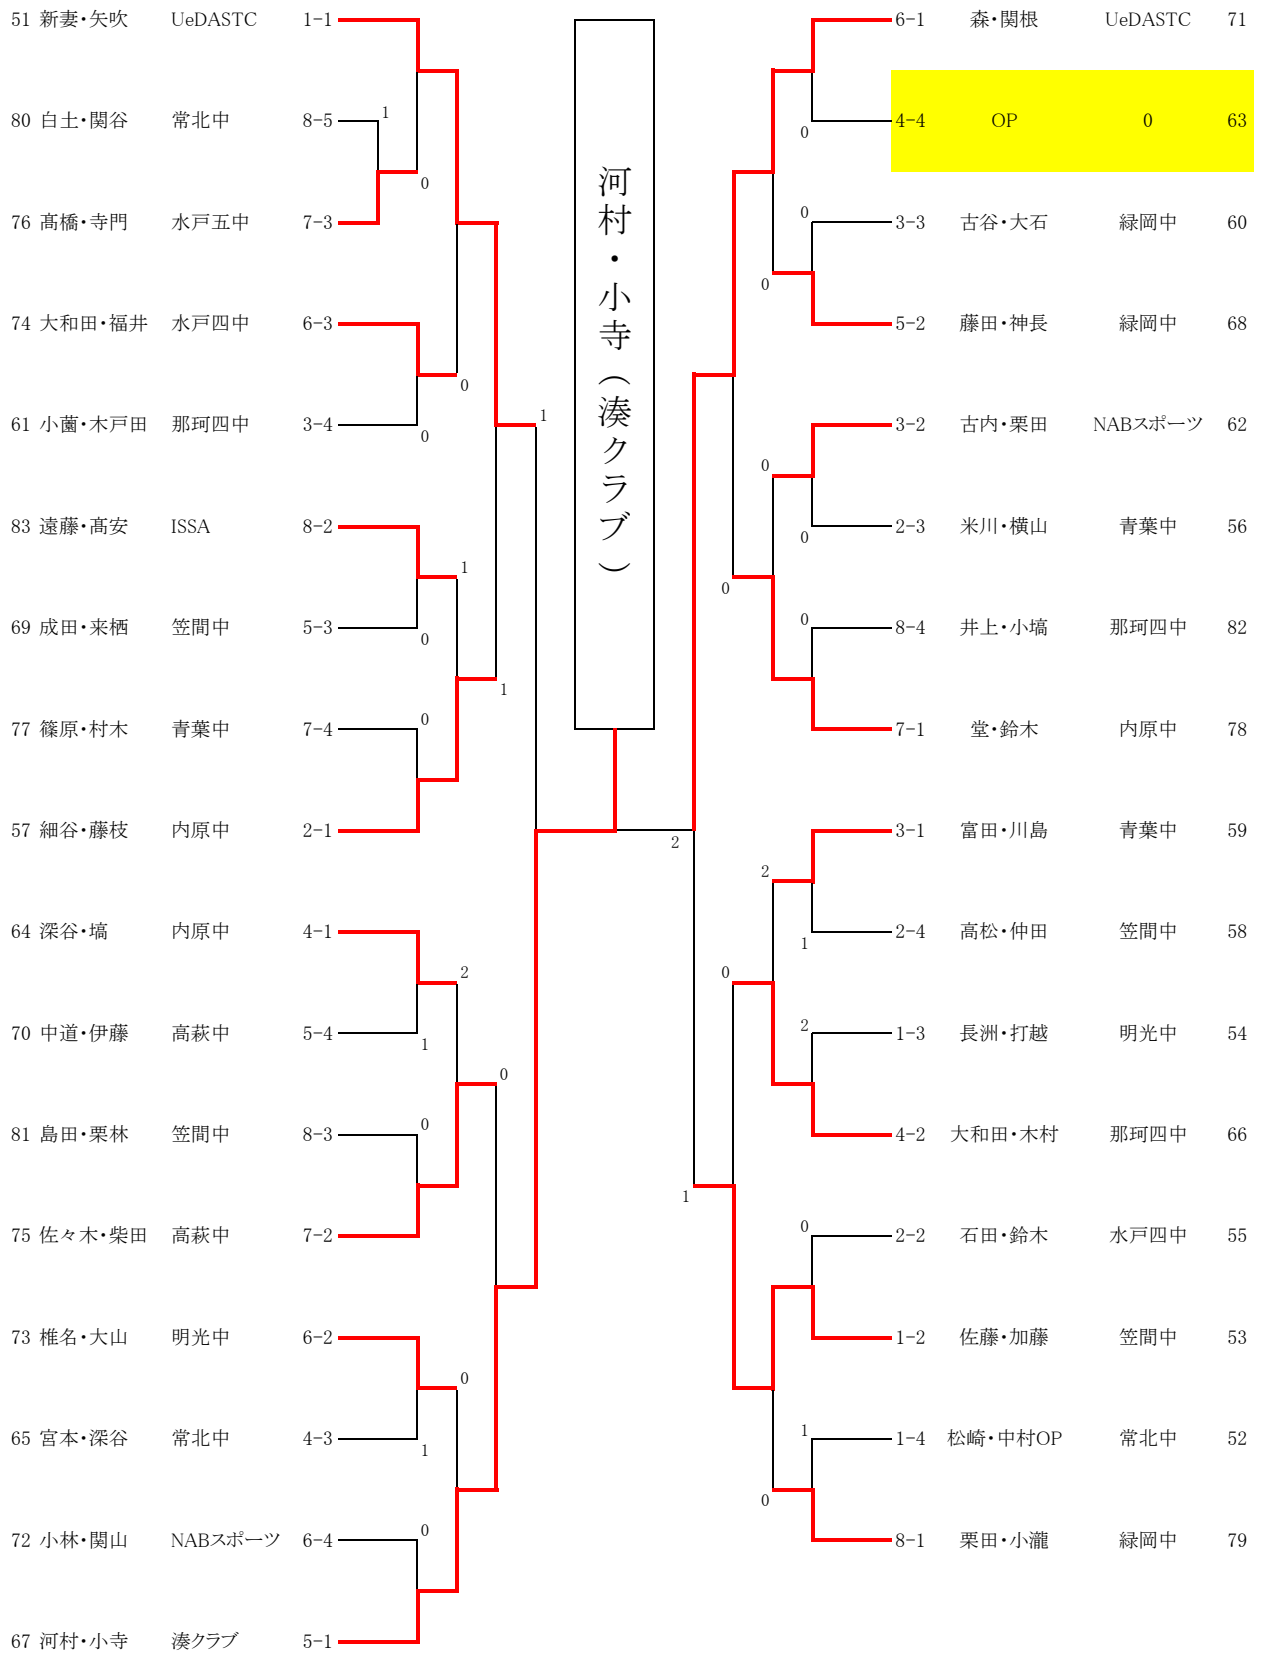 51 新妻・矢吹 UeDASTC 1-1
80 白土・関谷 常北中 8-5
1
0
76 髙橋・寺門 水戸五中 7-3
74 大和田・福井 水戸四中 6-3
0
61 小薗・木戸田 那珂四中 3-4
0
1
83 遠藤・髙安 ISSA 8-2
1
69 成田・来栖 笠間中 5-3
0
1
77 篠原・村木 青葉中 7-4
0
57 細谷・藤枝 内原中 2-1
64 深谷・塙 内原中 4-1
2
70 中道・伊藤 高萩中 5-4
1
0
81 島田・栗林 笠間中 8-3
0
75 佐々木・柴田 高萩中 7-2
73 椎名・大山 明光中 6-2
0
65 宮本・深谷 常北中 4-3
1
72 小林・関山 NABスポーツ 6-4
0
67 河村・小寺 湊クラブ 5-1
河村・小寺（湊クラブ）
2
6-1 森・関根 UeDASTC 71
4-4 OP 0 63
0
0
3-3 古谷・大石 緑岡中 60
0
5-2 藤田・神長 緑岡中 68
3-2 古内・栗田 NABスポーツ 62
0
2-3 米川・横山 青葉中 56
0
0
0
8-4 井上・小塙 那珂四中 82
7-1 堂・鈴木 内原中 78
3-1 富田・川島 青葉中 59
2
2-4 高松・仲田 笠間中 58
1
0
2
1-3 長洲・打越 明光中 54
4-2 大和田・木村 那珂四中 66
1
0
2-2 石田・鈴木 水戸四中 55
1-2 佐藤・加藤 笠間中 53
1
1-4 松崎・中村OP 常北中 52
0
8-1 栗田・小瀧 緑岡中 79